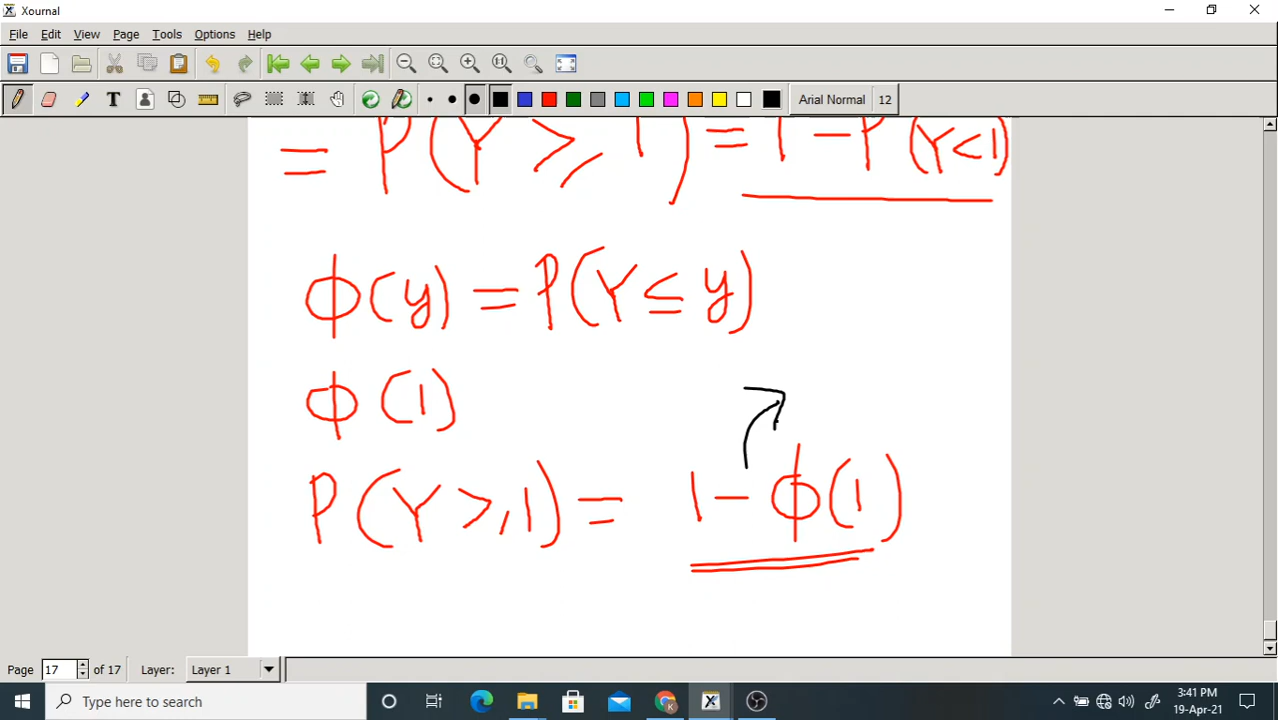 Xournal
File Edit View Page Tools Options Help
Arial Normal 12
= P(Y ≥ 1) = 1 - P(Y<1)
ϕ(y) = P(Y ≤ y)
ϕ(1)
P(Y ≥ 1) = 1 - ϕ(1)
Page 17 of 17 Layer: Layer 1
Type here to search
3:41 PM
19-Apr-21